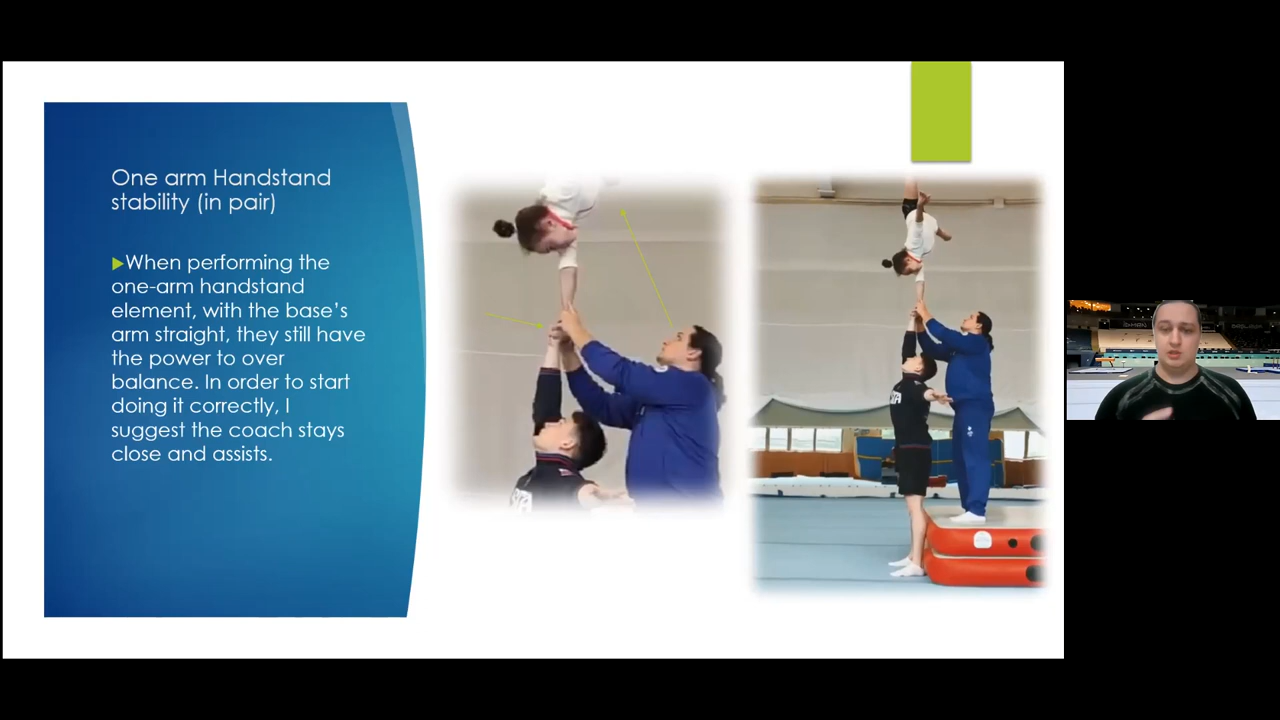 One arm Handstand
stability (in pair)
When performing the
one-arm handstand
element, with the base’s
arm straight, they still have
the power to over
balance. In order to start
doing it correctly, I
suggest the coach stays
close and assists.